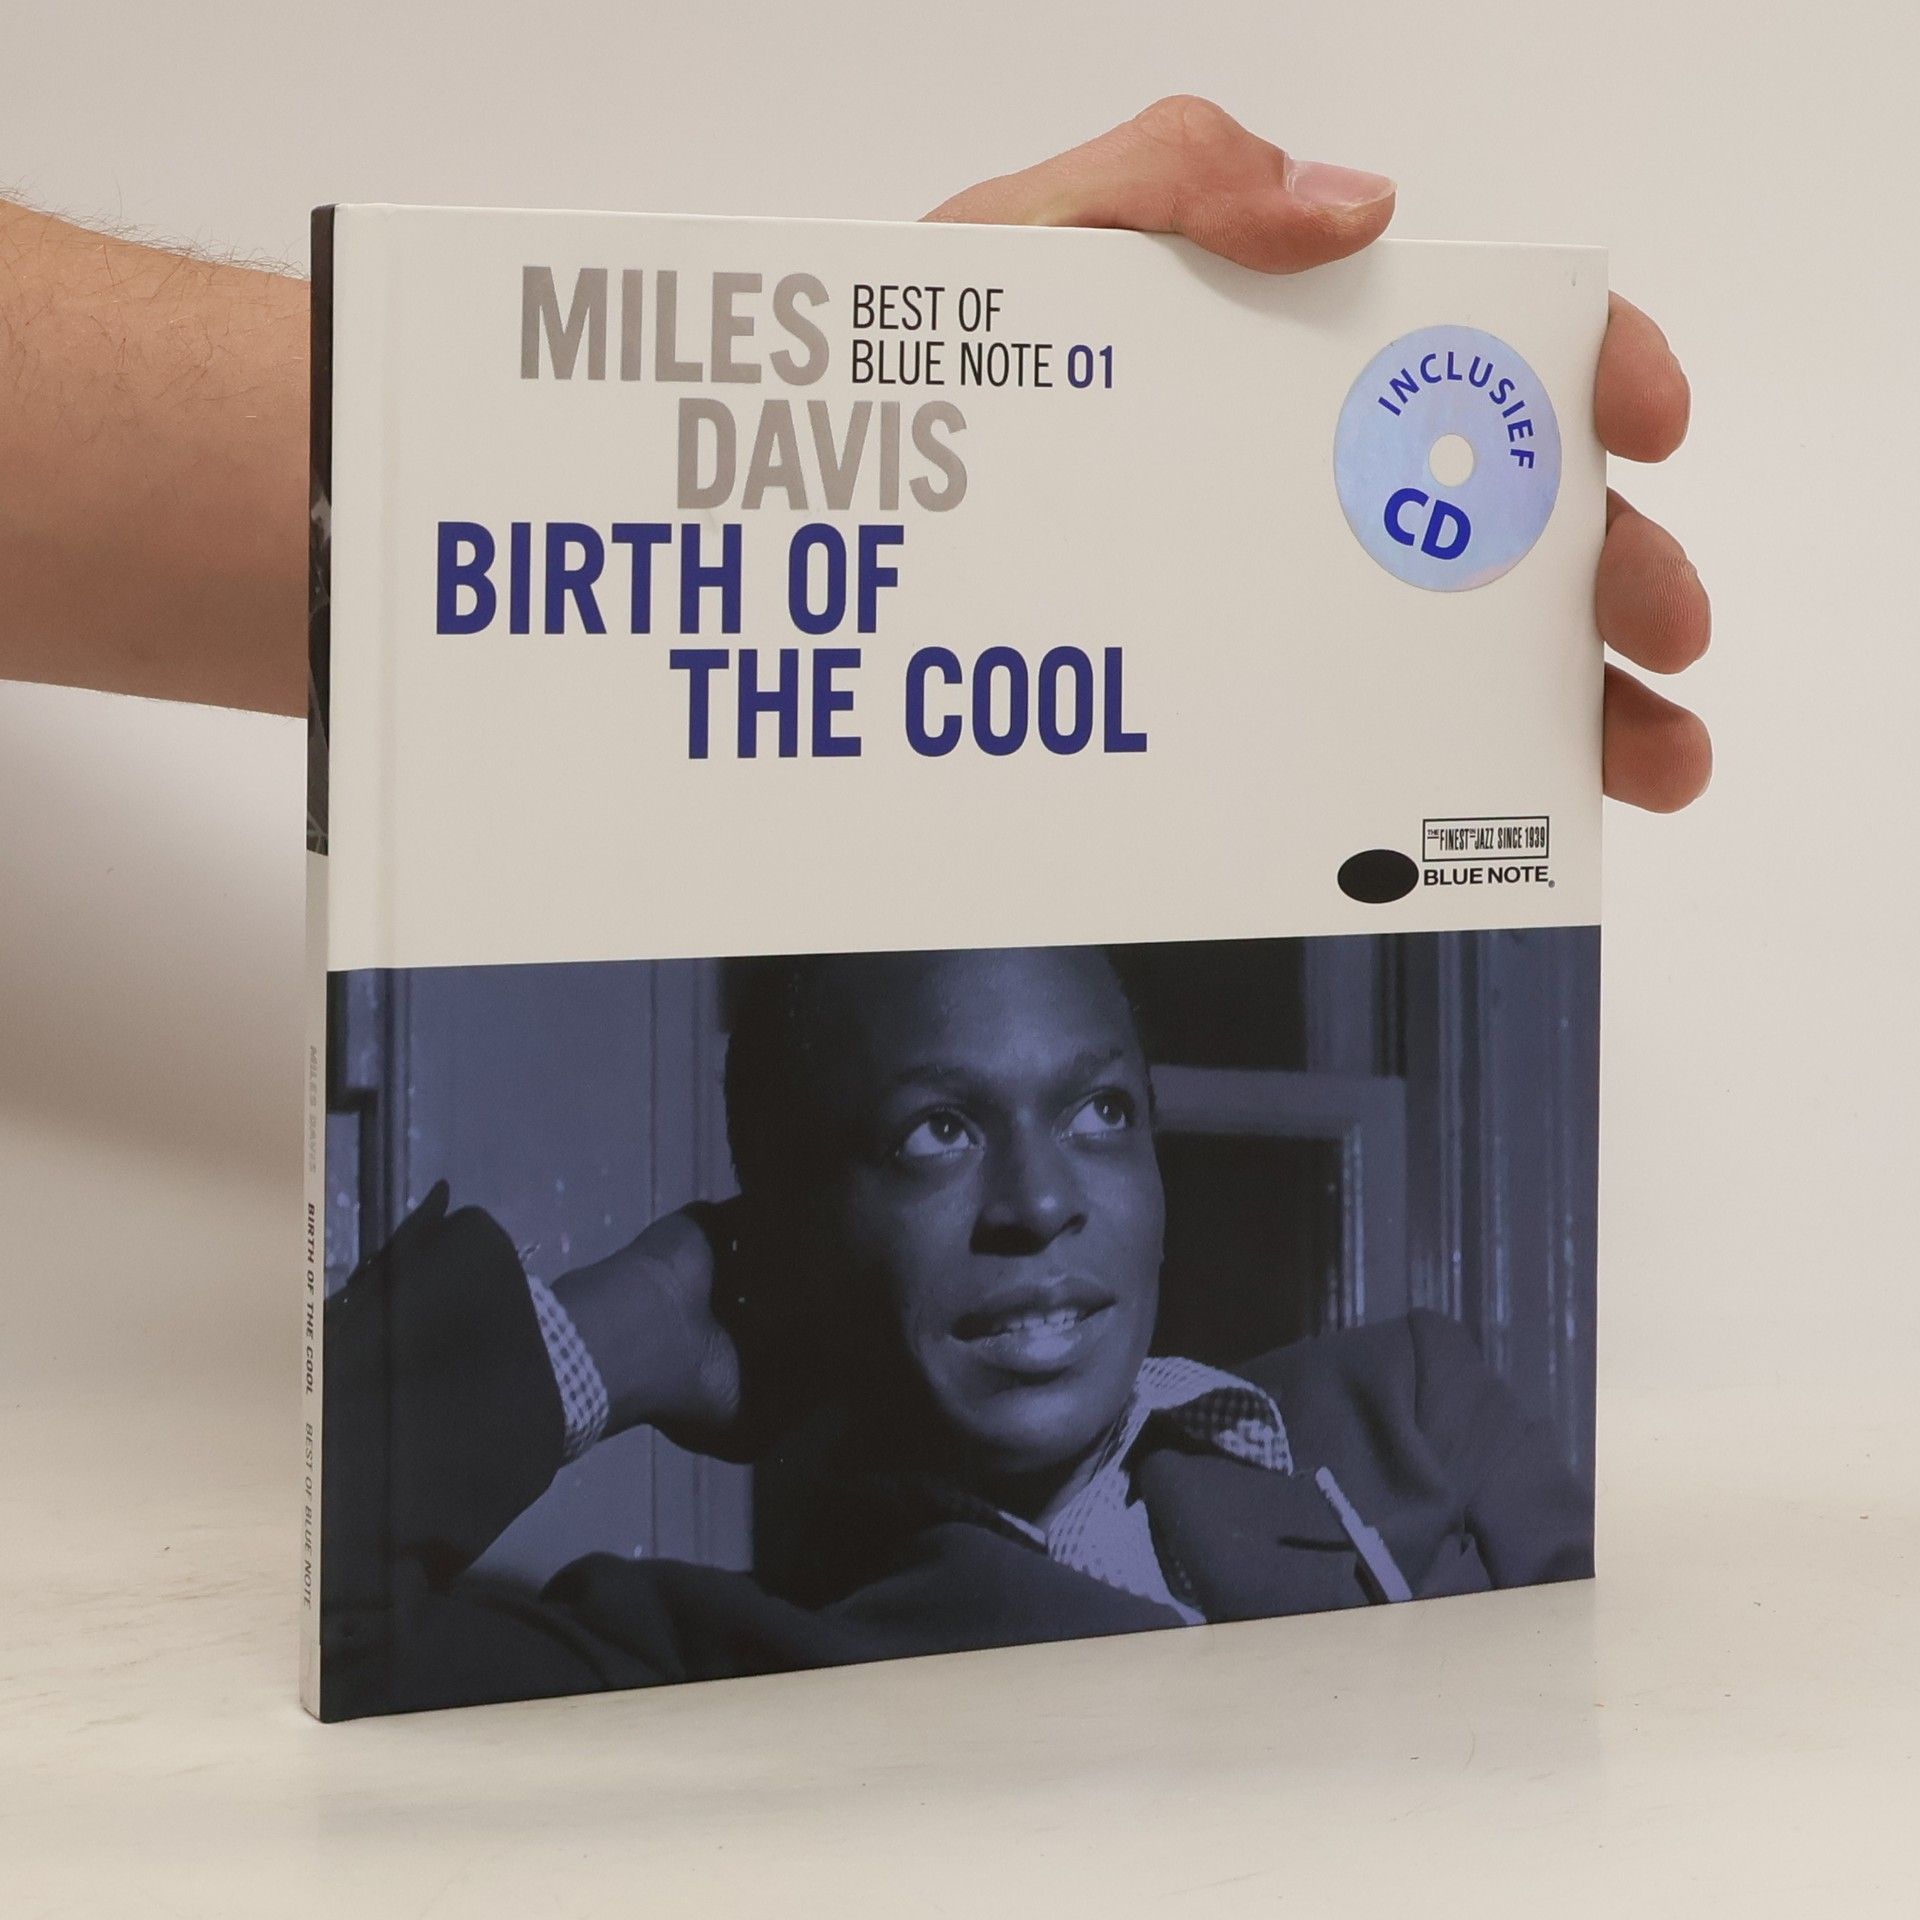 MILES
BEST OF
BLUE NOTE 01
DAVIS
BIRTH OF
THE COOL
INCLUSIEF
CD
THE FINEST IN JAZZ SINCE 1939
BLUE NOTE®
MILES DAVIS BIRTH OF THE COOL BEST OF BLUE NOTE